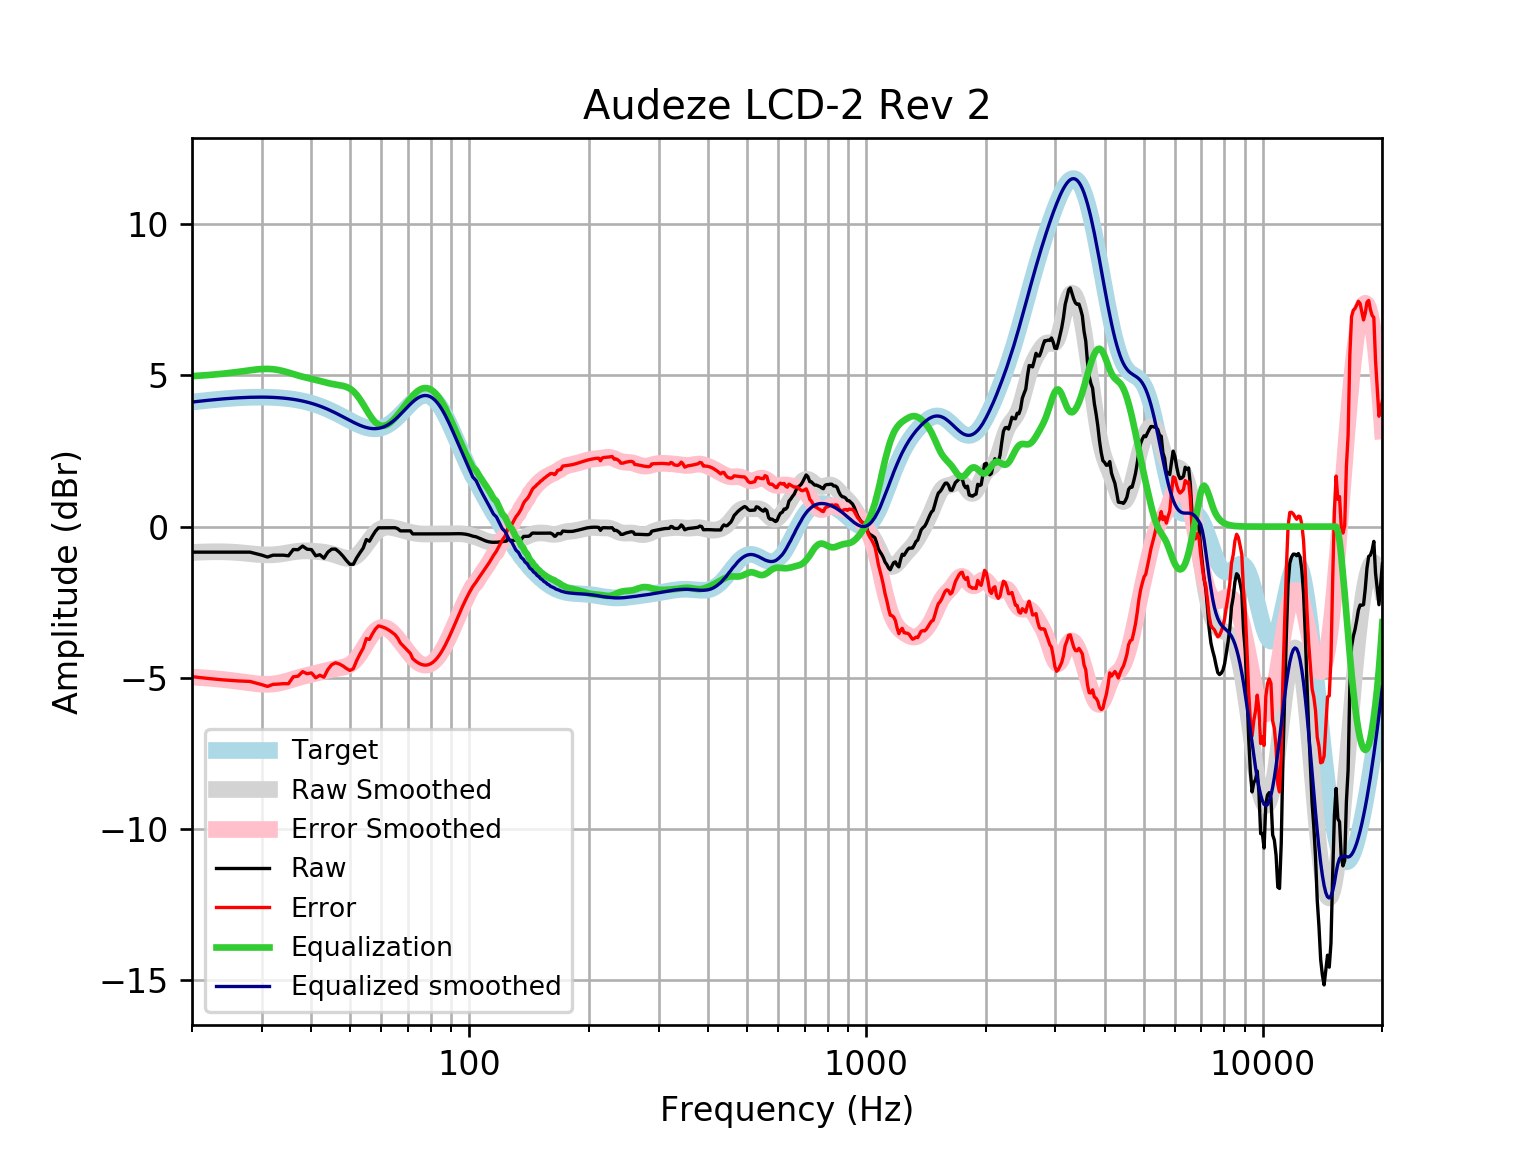 Audeze LCD-2 Rev 2
Amplitude (dBr)
10
5
0
−5
−10
−15
Target
Raw Smoothed
Error Smoothed
Raw
Error
Equalization
Equalized smoothed
100
1000
10000
Frequency (Hz)